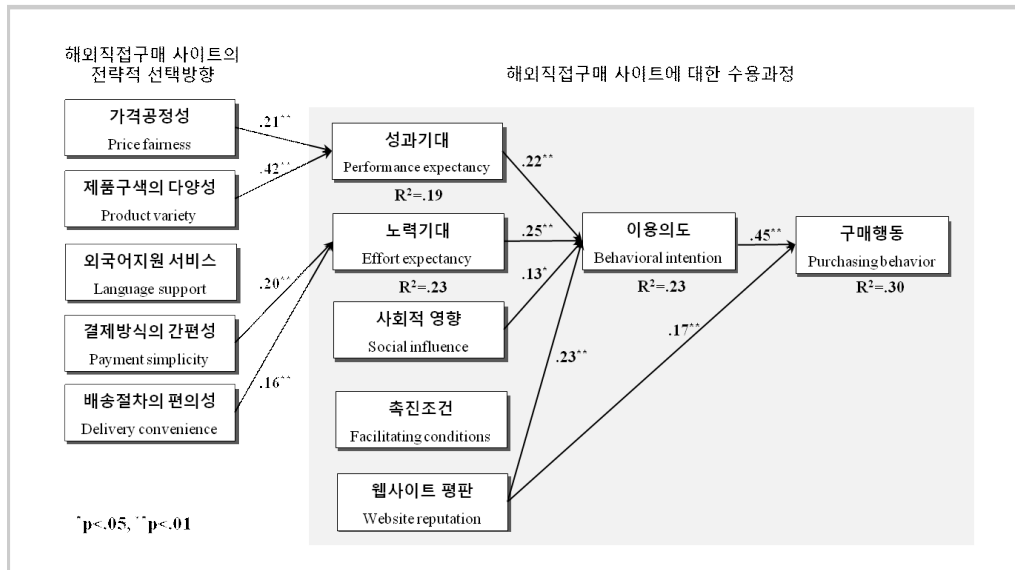 해외직접구매 사이트의
전략적 선택방향
해외직접구매 사이트에 대한 수용과정
가격공정성
Price fairness
제품구색의 다양성
Product variety
외국어지원 서비스
Language support
결제방식의 간편성
Payment simplicity
배송절차의 편의성
Delivery convenience
.21**
.42**
.20**
.16**
성과기대
Performance expectancy
R²=.19
노력기대
Effort expectancy
R²=.23
사회적 영향
Social influence
촉진조건
Facilitating conditions
웹사이트 평판
Website reputation
.22**
.25**
.13*
.23**
이용의도
Behavioral intention
R²=.23
.45**
.17**
구매행동
Purchasing behavior
R²=.30
*p<.05, **p<.01